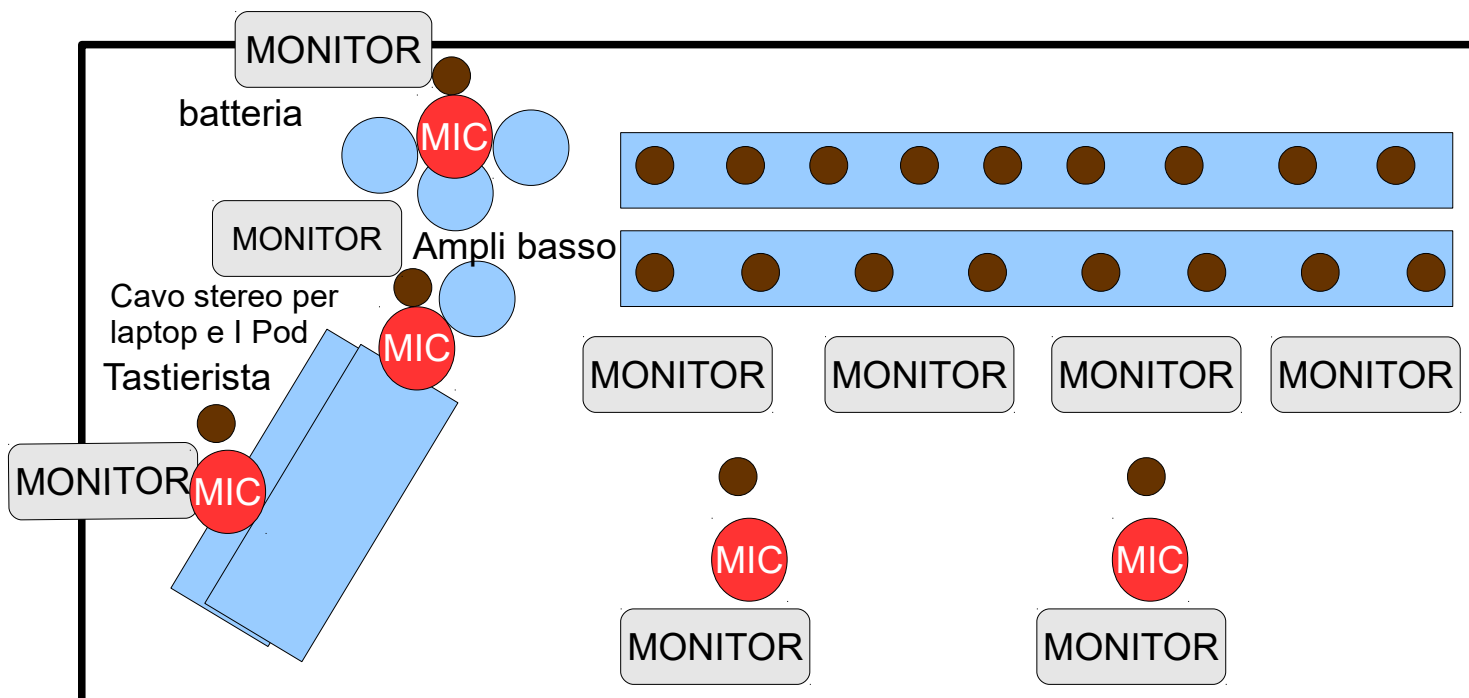 MONITOR
batteria
MIC
MONITOR
Ampli basso
Cavo stereo per
laptop e I Pod
MIC
Tastierista
MONITOR
MIC
MONITOR
MONITOR
MONITOR
MONITOR
MIC
MIC
MONITOR
MONITOR